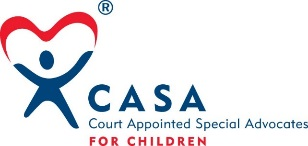 ®
CASA
Court Appointed Special Advocates
FOR CHILDREN